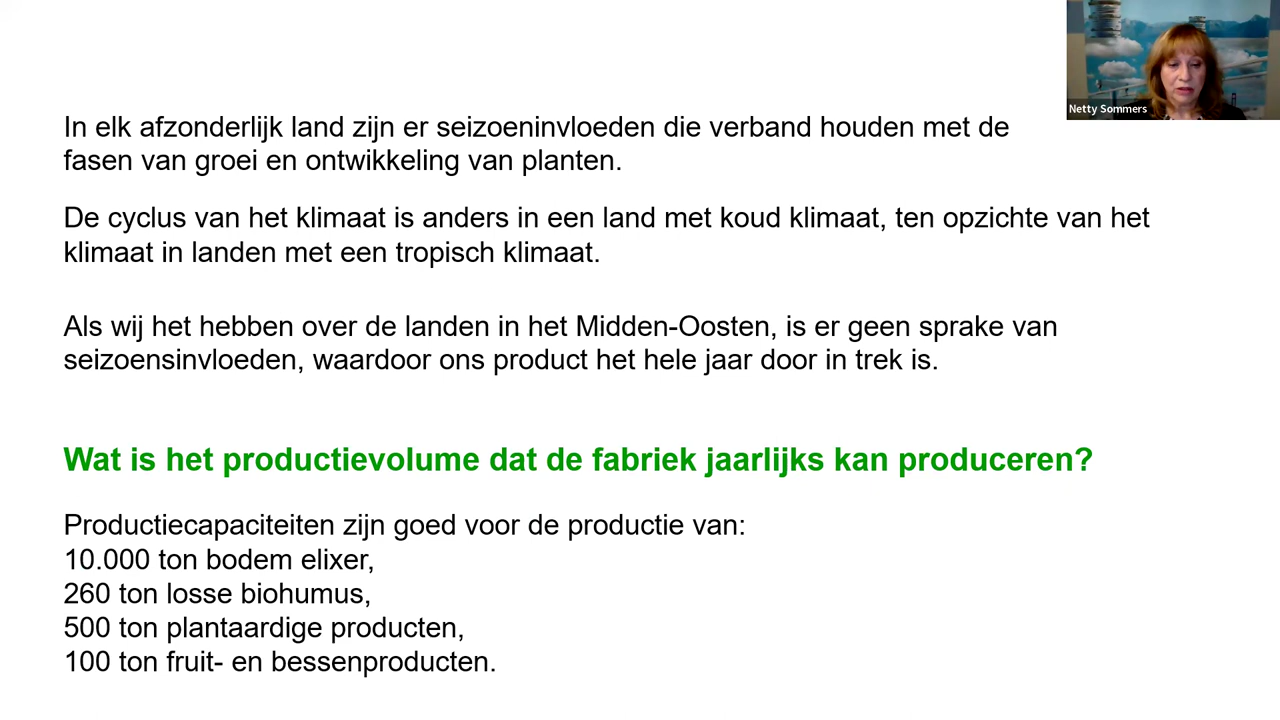 Netty Sommers
In elk afzonderlijk land zijn er seizoeninvloeden die verband houden met de
fasen van groei en ontwikkeling van planten.
De cyclus van het klimaat is anders in een land met koud klimaat, ten opzichte van het
klimaat in landen met een tropisch klimaat.
Als wij het hebben over de landen in het Midden-Oosten, is er geen sprake van
seizoensinvloeden, waardoor ons product het hele jaar door in trek is.
Wat is het productievolume dat de fabriek jaarlijks kan produceren?
Productiecapaciteiten zijn goed voor de productie van:
10.000 ton bodem elixer,
260 ton losse biohumus,
500 ton plantaardige producten,
100 ton fruit- en bessenproducten.